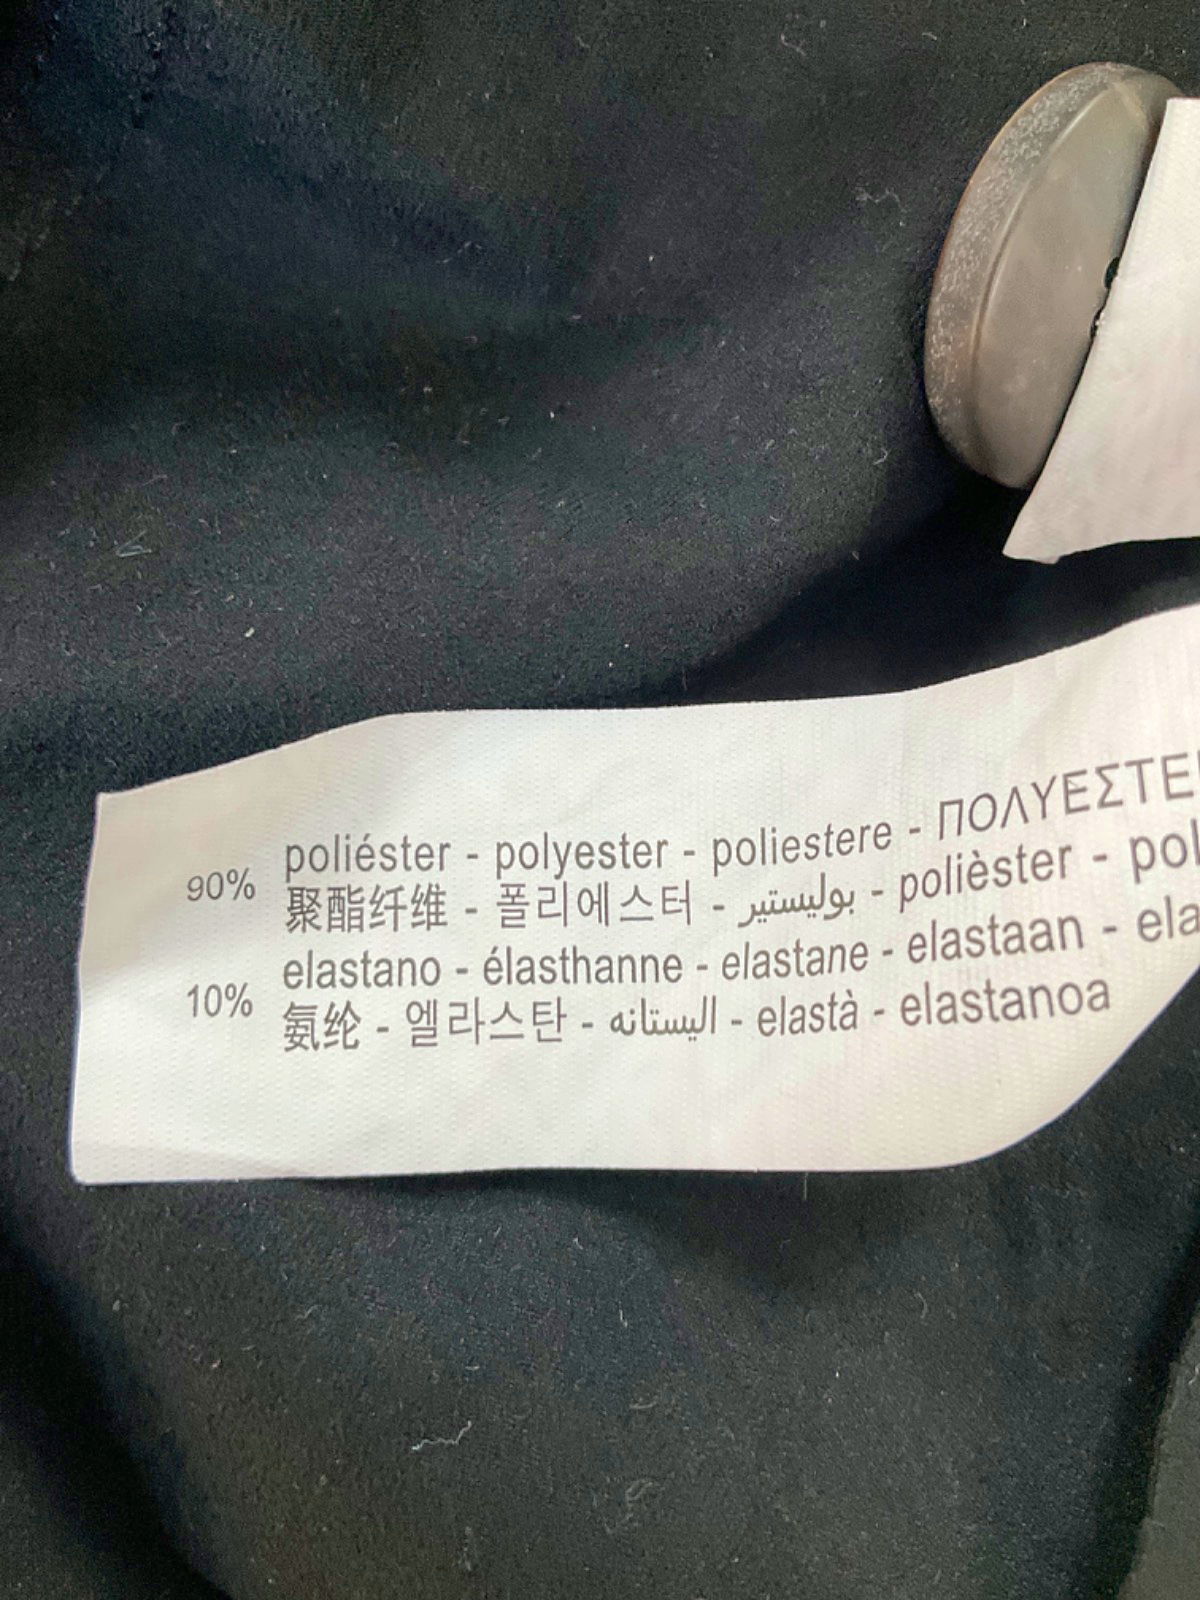 90% poliéster - polyester - poliestere - ΠΟΛΥΕΣΤΕ
聚酯纤维 - 폴리에스터 - بوليستير - polièster - pol
10% elastano - élasthanne - elastane - elastaan - ela
氨纶 - 엘라스탄 - اليستانه - elastà - elastanoa